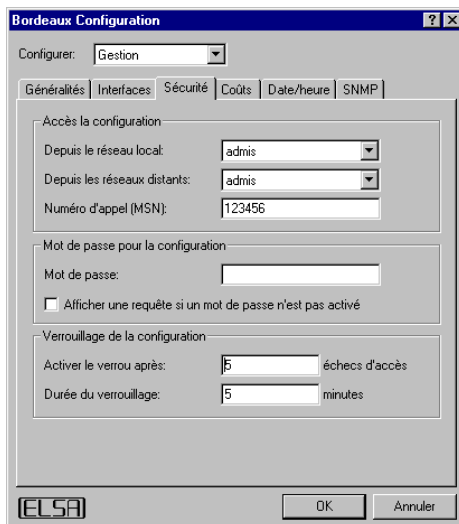 Bordeaux Configuration
Configurer: Gestion
Généralités Interfaces Sécurité Coûts Date/heure SNMP
Accès la configuration
Depuis le réseau local: admis
Depuis les réseaux distants: admis
Numéro d'appel (MSN): 123456
Mot de passe pour la configuration
Mot de passe:
Afficher une requête si un mot de passe n'est pas activé
Verrouillage de la configuration
Activer le verrou après: 5 échecs d'accès
Durée du verrouillage: 5 minutes
ELSA OK Annuler